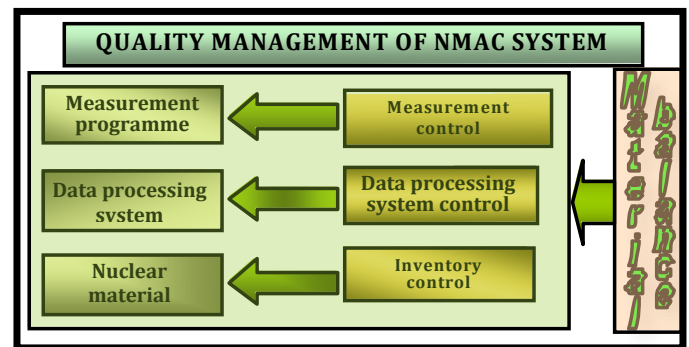 QUALITY MANAGEMENT OF NMAC SYSTEM
Measurement
programme
Measurement
control
Data processing
system
Data processing
system control
Nuclear
material
Inventory
control
Material
balance